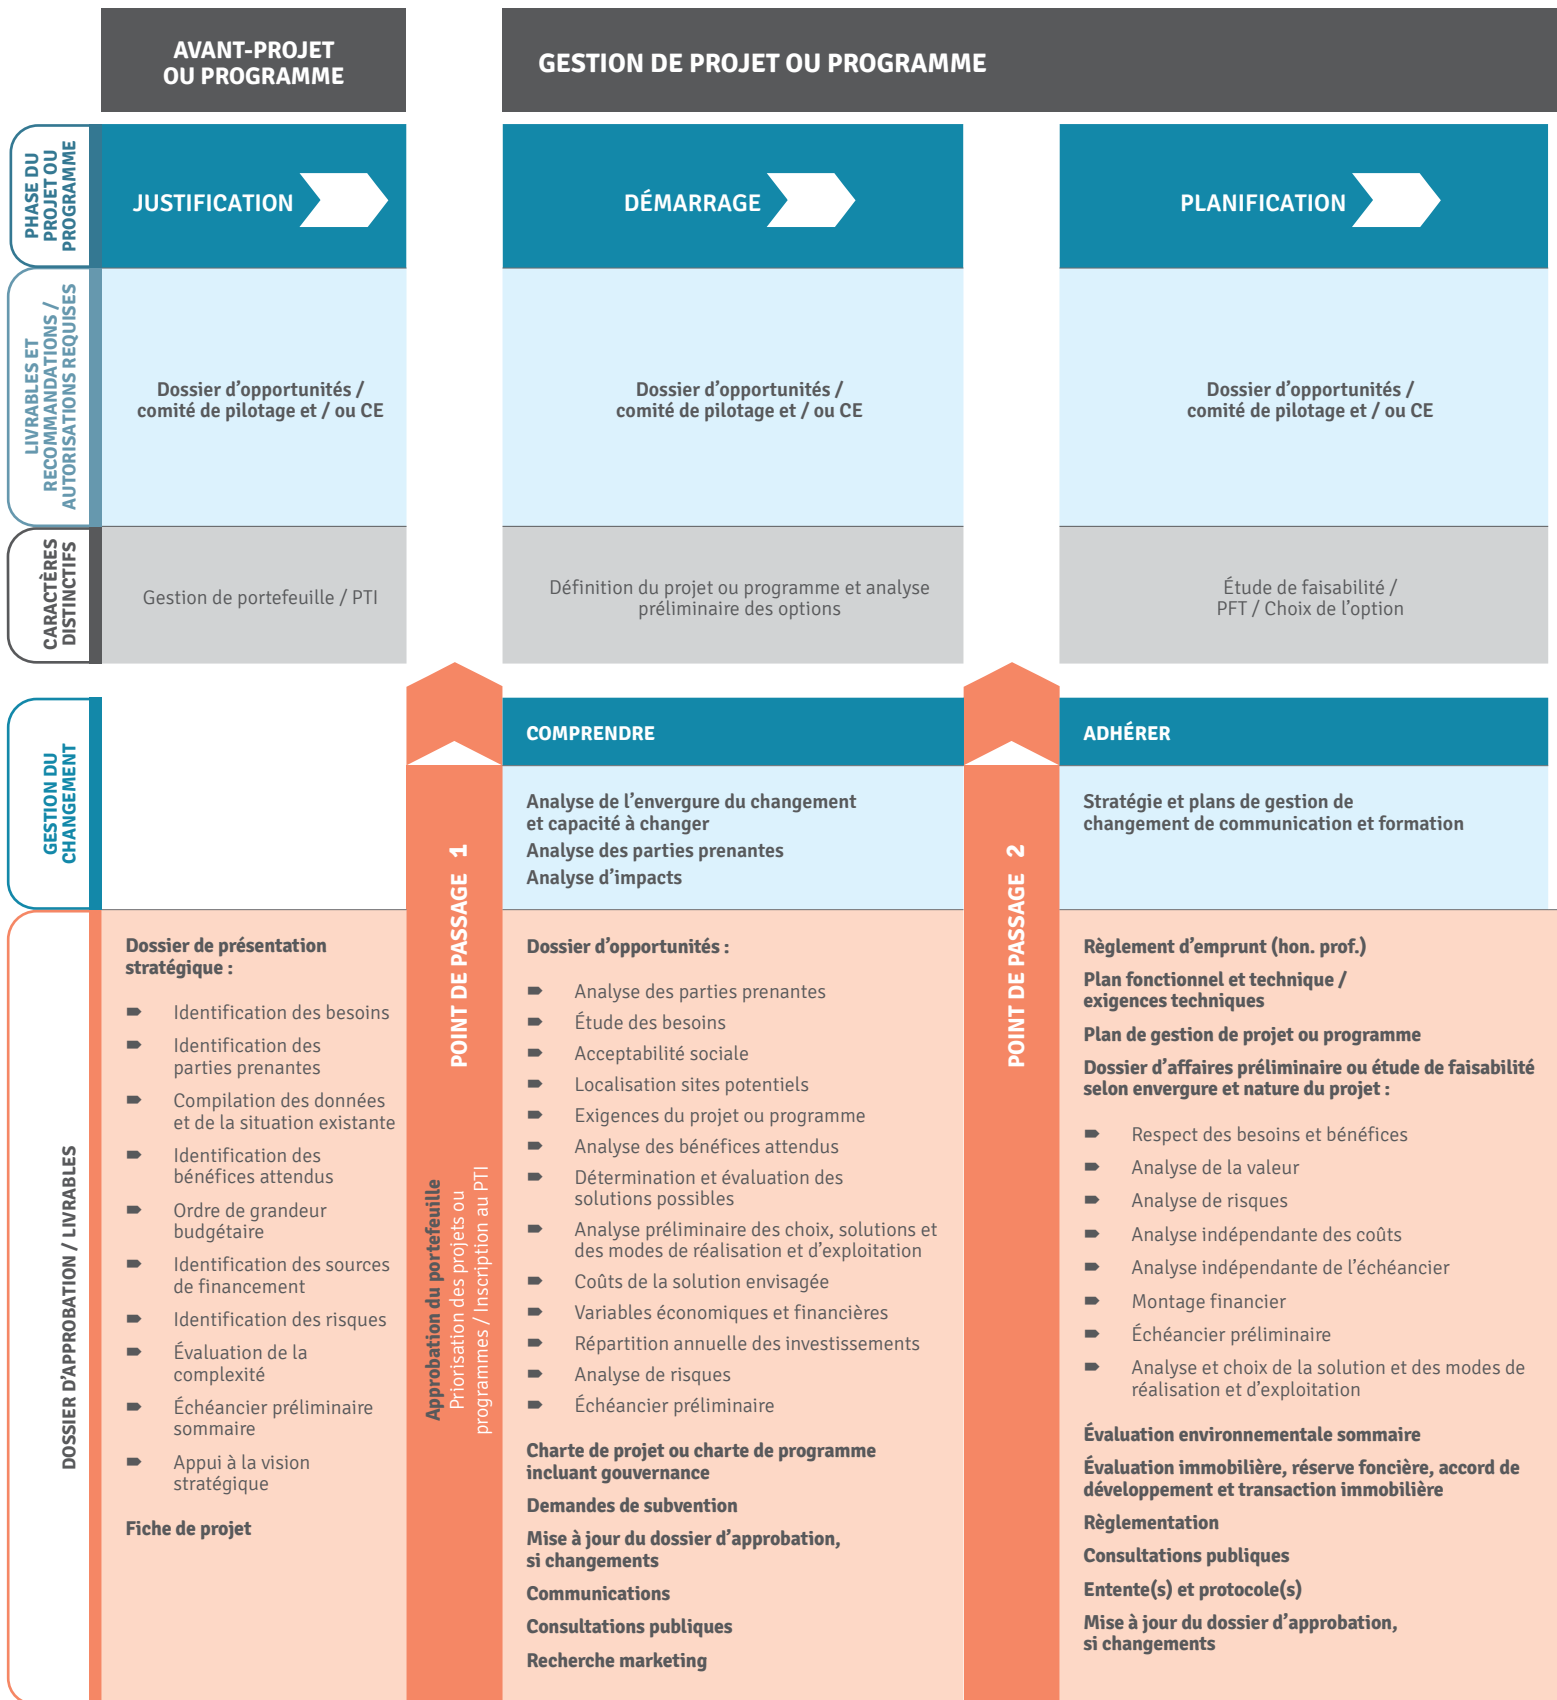 AVANT-PROJET
OU PROGRAMME
GESTION DE PROJET OU PROGRAMME
PHASE DU
PROJET OU
PROGRAMME
JUSTIFICATION
DÉMARRAGE
PLANIFICATION
LIVRABLES ET
RECOMMANDATIONS /
AUTORISATIONS REQUISES
Dossier d’opportunités /
comité de pilotage et / ou CE
Dossier d’opportunités /
comité de pilotage et / ou CE
Dossier d’opportunités /
comité de pilotage et / ou CE
CARACTÈRES
DISTINCTIFS
Gestion de portefeuille / PTI
Définition du projet ou programme et analyse
préliminaire des options
Étude de faisabilité /
PFT / Choix de l’option
GESTION DU
CHANGEMENT
COMPRENDRE
Analyse de l’envergure du changement
et capacité à changer
Analyse des parties prenantes
Analyse d’impacts
ADHÉRER
Stratégie et plans de gestion de
changement de communication et formation
DOSSIER D’APPROBATION / LIVRABLES
Dossier de présentation
stratégique :
Identification des besoins
Identification des
parties prenantes
Compilation des données
et de la situation existante
Identification des
bénéfices attendus
Ordre de grandeur
budgétaire
Identification des sources
de financement
Identification des risques
Évaluation de la
complexité
Échéancier préliminaire
sommaire
Appui à la vision
stratégique
Fiche de projet
POINT DE PASSAGE 1
Approbation du portefeuille
Priorisation des projets ou
programmes / Inscription au PTI
Dossier d’opportunités :
Analyse des parties prenantes
Étude des besoins
Acceptabilité sociale
Localisation sites potentiels
Exigences du projet ou programme
Analyse des bénéfices attendus
Détermination et évaluation des
solutions possibles
Analyse préliminaire des choix, solutions et
des modes de réalisation et d’exploitation
Coûts de la solution envisagée
Variables économiques et financières
Répartition annuelle des investissements
Analyse de risques
Échéancier préliminaire
Charte de projet ou charte de programme
incluant gouvernance
Demandes de subvention
Mise à jour du dossier d’approbation,
si changements
Communications
Consultations publiques
Recherche marketing
POINT DE PASSAGE 2
Règlement d’emprunt (hon. prof.)
Plan fonctionnel et technique /
exigences techniques
Plan de gestion de projet ou programme
Dossier d’affaires préliminaire ou étude de faisabilité
selon envergure et nature du projet :
Respect des besoins et bénéfices
Analyse de la valeur
Analyse de risques
Analyse indépendante des coûts
Analyse indépendante de l’échéancier
Montage financier
Échéancier préliminaire
Analyse et choix de la solution et des modes de
réalisation et d’exploitation
Évaluation environnementale sommaire
Évaluation immobilière, réserve foncière, accord de
développement et transaction immobilière
Règlementation
Consultations publiques
Entente(s) et protocole(s)
Mise à jour du dossier d’approbation,
si changements